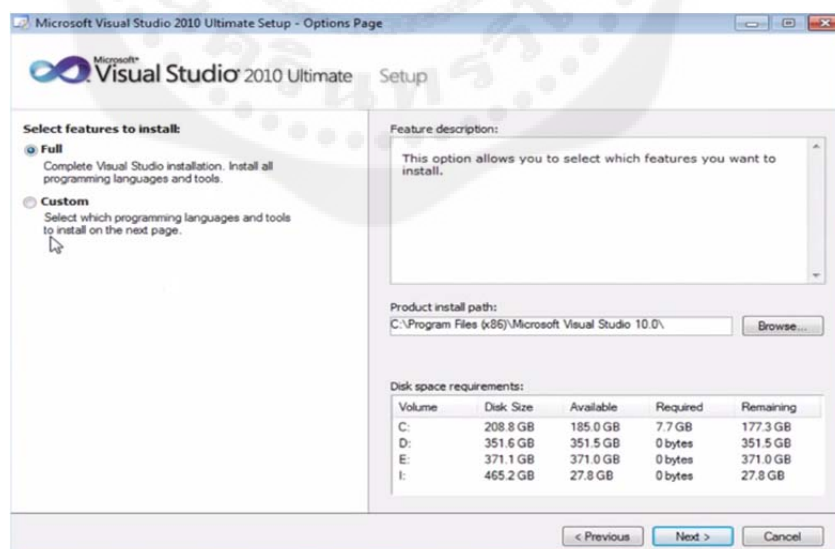 Microsoft Visual Studio 2010 Ultimate Setup - Options Page
Microsoft
Visual Studio 2010 Ultimate Setup
Select features to install:
Full
Complete Visual Studio installation. Install all
programming languages and tools.
Custom
Select which programming languages and tools
to install on the next page.
Feature description:
This option allows you to select which features you want to
install.
Product install path:
C:\Program Files (x86)\Microsoft Visual Studio 10.0\
Browse...
Disk space requirements:
Volume Disk Size Available Required Remaining
C: 208.8 GB 185.0 GB 7.7 GB 177.3 GB
D: 351.6 GB 351.5 GB 0 bytes 351.5 GB
E: 371.1 GB 371.0 GB 0 bytes 371.0 GB
I: 465.2 GB 27.8 GB 0 bytes 27.8 GB
< Previous Next > Cancel